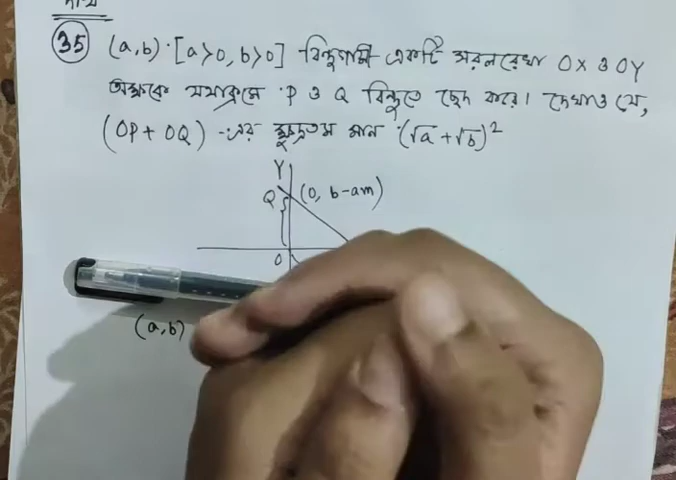 (35) (a,b) [a>0, b>0] বিন্দুগামী একটি সরলরেখা OX ও OY
অক্ষকে যথাক্রমে P ও Q বিন্দুতে ছেদ করে। দেখাও যে,
(OP + OQ) -এর ক্ষুদ্রতম মান (√a + √b)²
Y
Q (0, b-am)
O
(a,b)